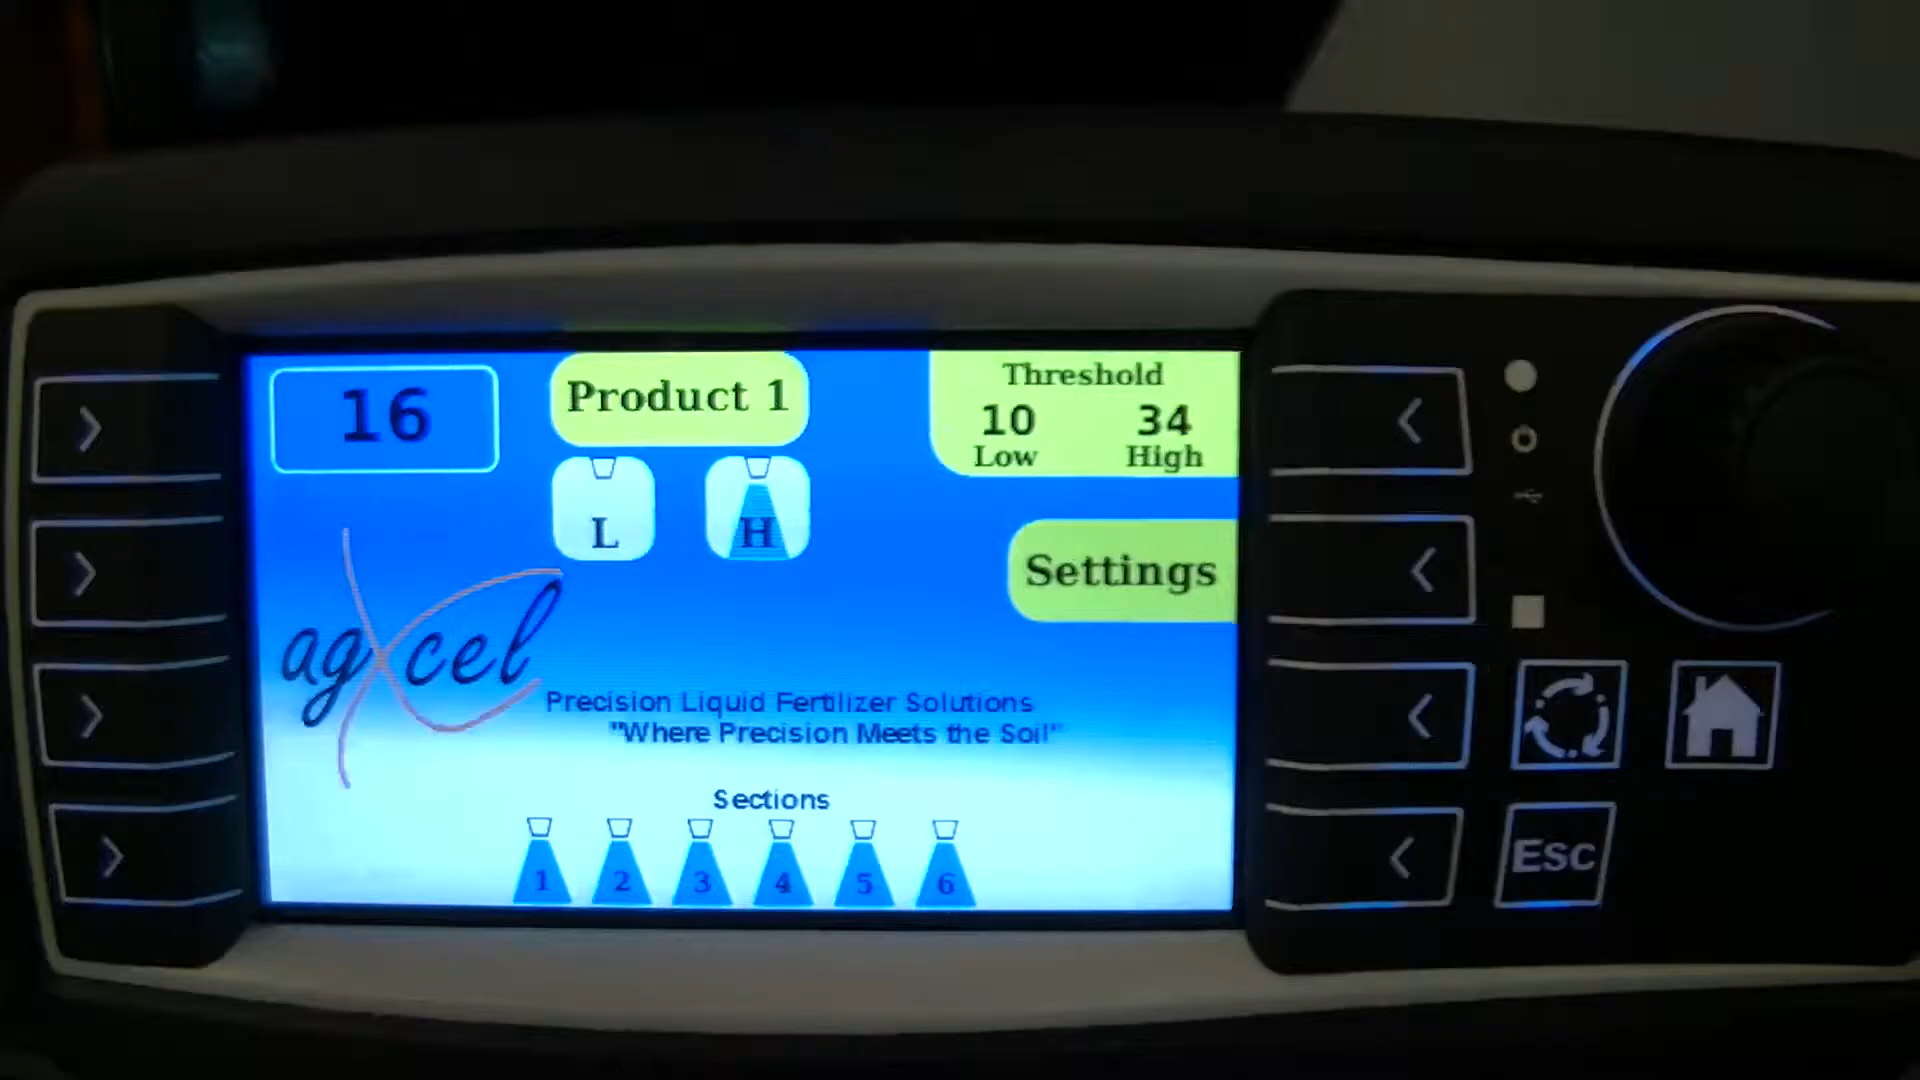 16
Product 1
Threshold
10 34
Low High
L H
Settings
agXcel
Precision Liquid Fertilizer Solutions
"Where Precision Meets the Soil"
Sections
1 2 3 4 5 6
ESC